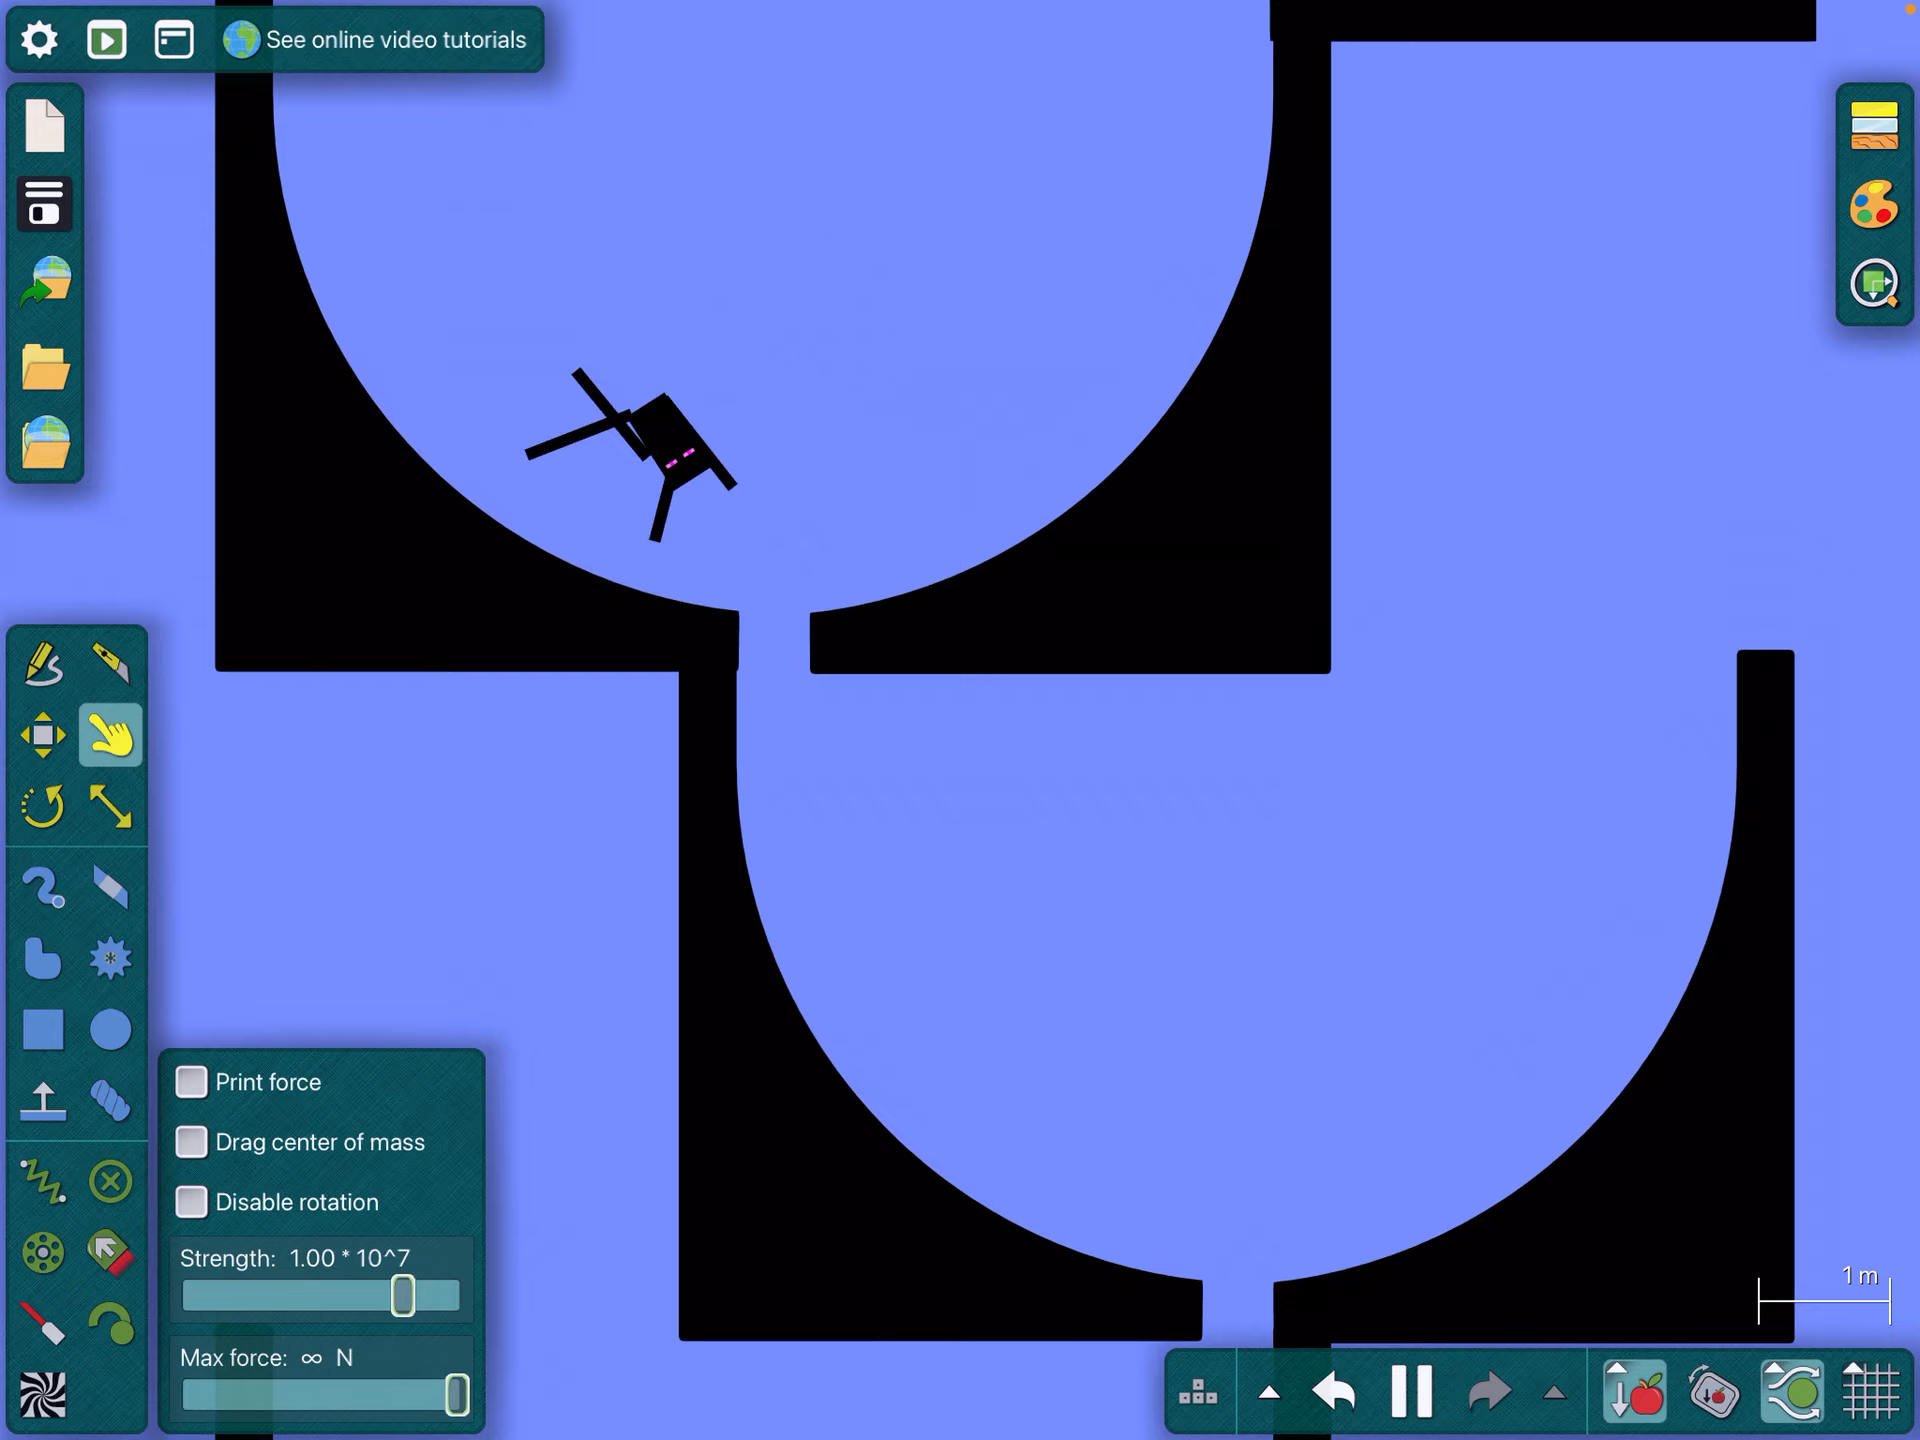 See online video tutorials
Print force
Drag center of mass
Disable rotation
Strength: 1.00 * 10^7
Max force: ∞ N
1 m